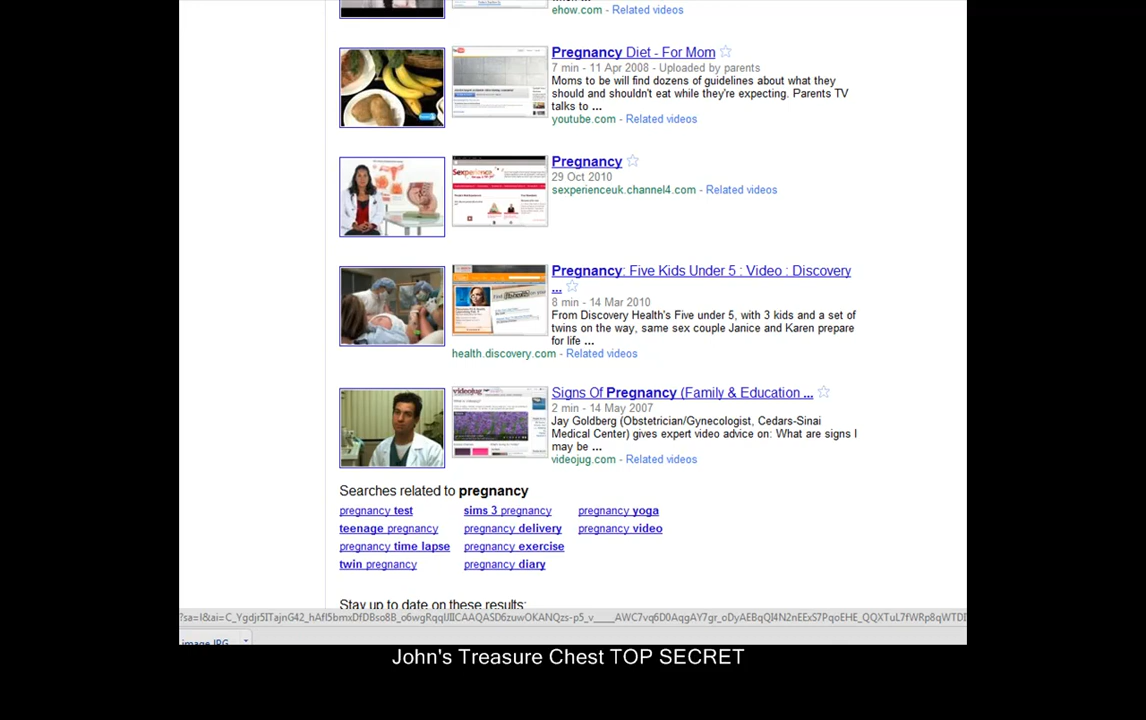 ehow.com - Related videos
Pregnancy Diet - For Mom
7 min - 11 Apr 2008 - Uploaded by parents
Moms to be will find dozens of guidelines about what they
should and shouldn't eat while they're expecting. Parents TV
talks to ...
youtube.com - Related videos
Pregnancy
29 Oct 2010
sexperienceuk.channel4.com - Related videos
Sexperience
Pregnancy: Five Kids Under 5 : Video : Discovery
...
8 min - 14 Mar 2010
From Discovery Health's Five under 5, with 3 kids and a set of
twins on the way, same sex couple Janice and Karen prepare
for life ...
health.discovery.com - Related videos
Signs Of Pregnancy (Family & Education ...
2 min - 14 May 2007
Jay Goldberg (Obstetrician/Gynecologist, Cedars-Sinai
Medical Center) gives expert video advice on: What are signs I
may be ...
videojug.com - Related videos
videojug
Searches related to pregnancy
pregnancy test sims 3 pregnancy pregnancy yoga
teenage pregnancy pregnancy delivery pregnancy video
pregnancy time lapse pregnancy exercise
twin pregnancy pregnancy diary
Stay up to date on these results:
image.JPG
John's Treasure Chest TOP SECRET